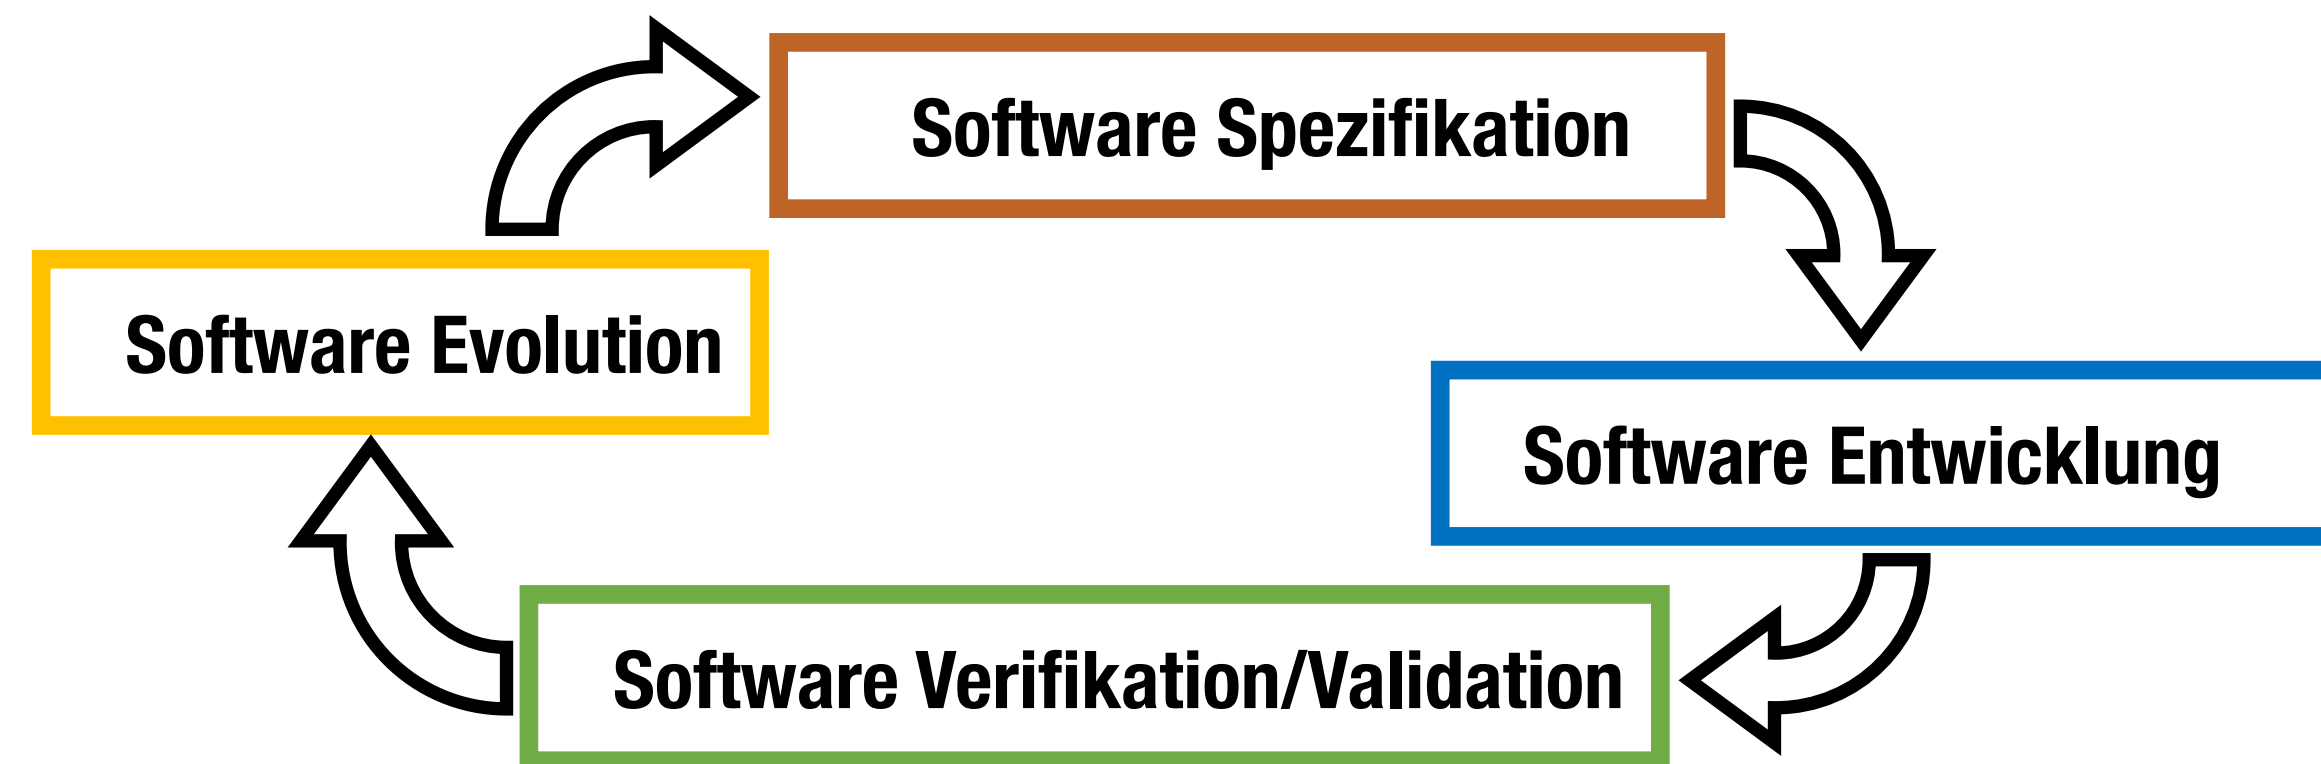 Software Spezifikation
Software Evolution
Software Entwicklung
Software Verifikation/Validation